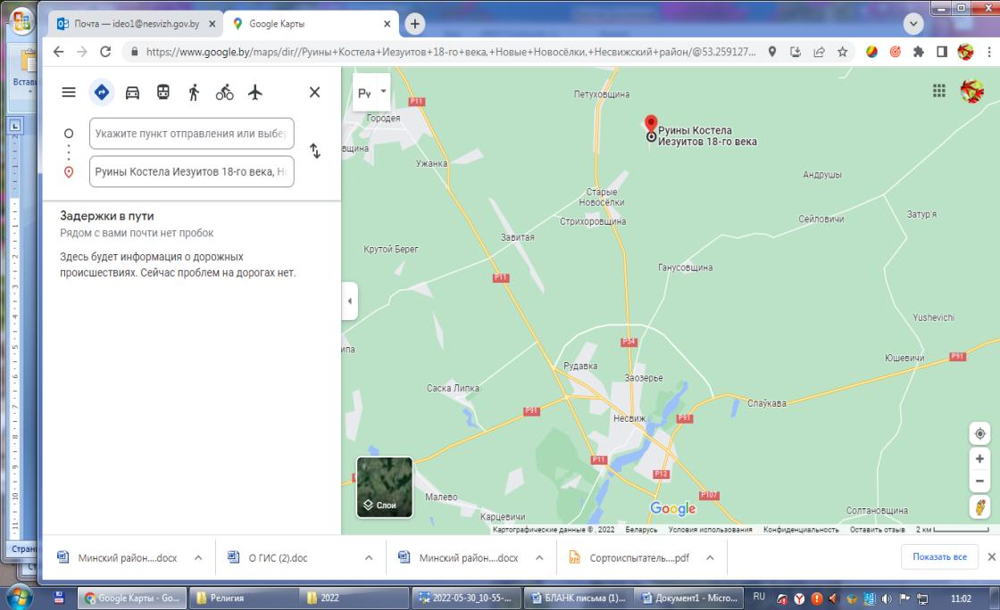 Почта — ideo1@nesvizh.gov.by
Google Карты
https://www.google.by/maps/dir//Руины+Костела+Иезуитов+18-го+века,+Новые+Новосёлки,+Несвижский+район/@53.259127...
Встави
Укажите пункт отправления или выбе
Руины Костела Иезуитов 18-го века, Н
Задержки в пути
Рядом с вами почти нет пробок
Здесь будет информация о дорожных
происшествиях. Сейчас проблем на дорогах нет.
Ру
Р11
Петуховщина
Городея
вщина
Руины Костела
Иезуитов 18-го века
Ужанка
Андрушы
Старые
Новосёлки
Стрихоровщина
Сейловичи
Затур'я
Завитая
Крутой Берег
Ганусовщина
Р11
Yushevichi
Р54
ипа
Юшевичи
Р91
Рудавка
Заозерье
Саска Липка
Слаўкава
Р91
Несвиж
Р91
Р11
Р12
Р107
Малево
Карцевичи
Солтановщина
Слои
Google
Картографические данные © , 2022 Беларусь Условия использования Конфиденциальность Оставить отзыв 2 км
Страни
Минский район....docx
О ГИС (2).doc
Минский район....docx
Сортоиспытатель....pdf
Показать все
Google Карты - Go...
Религия
2022
2022-05-30_10-55-...
БЛАНК письма (1)...
Документ1 - Micro...
RU
11:02